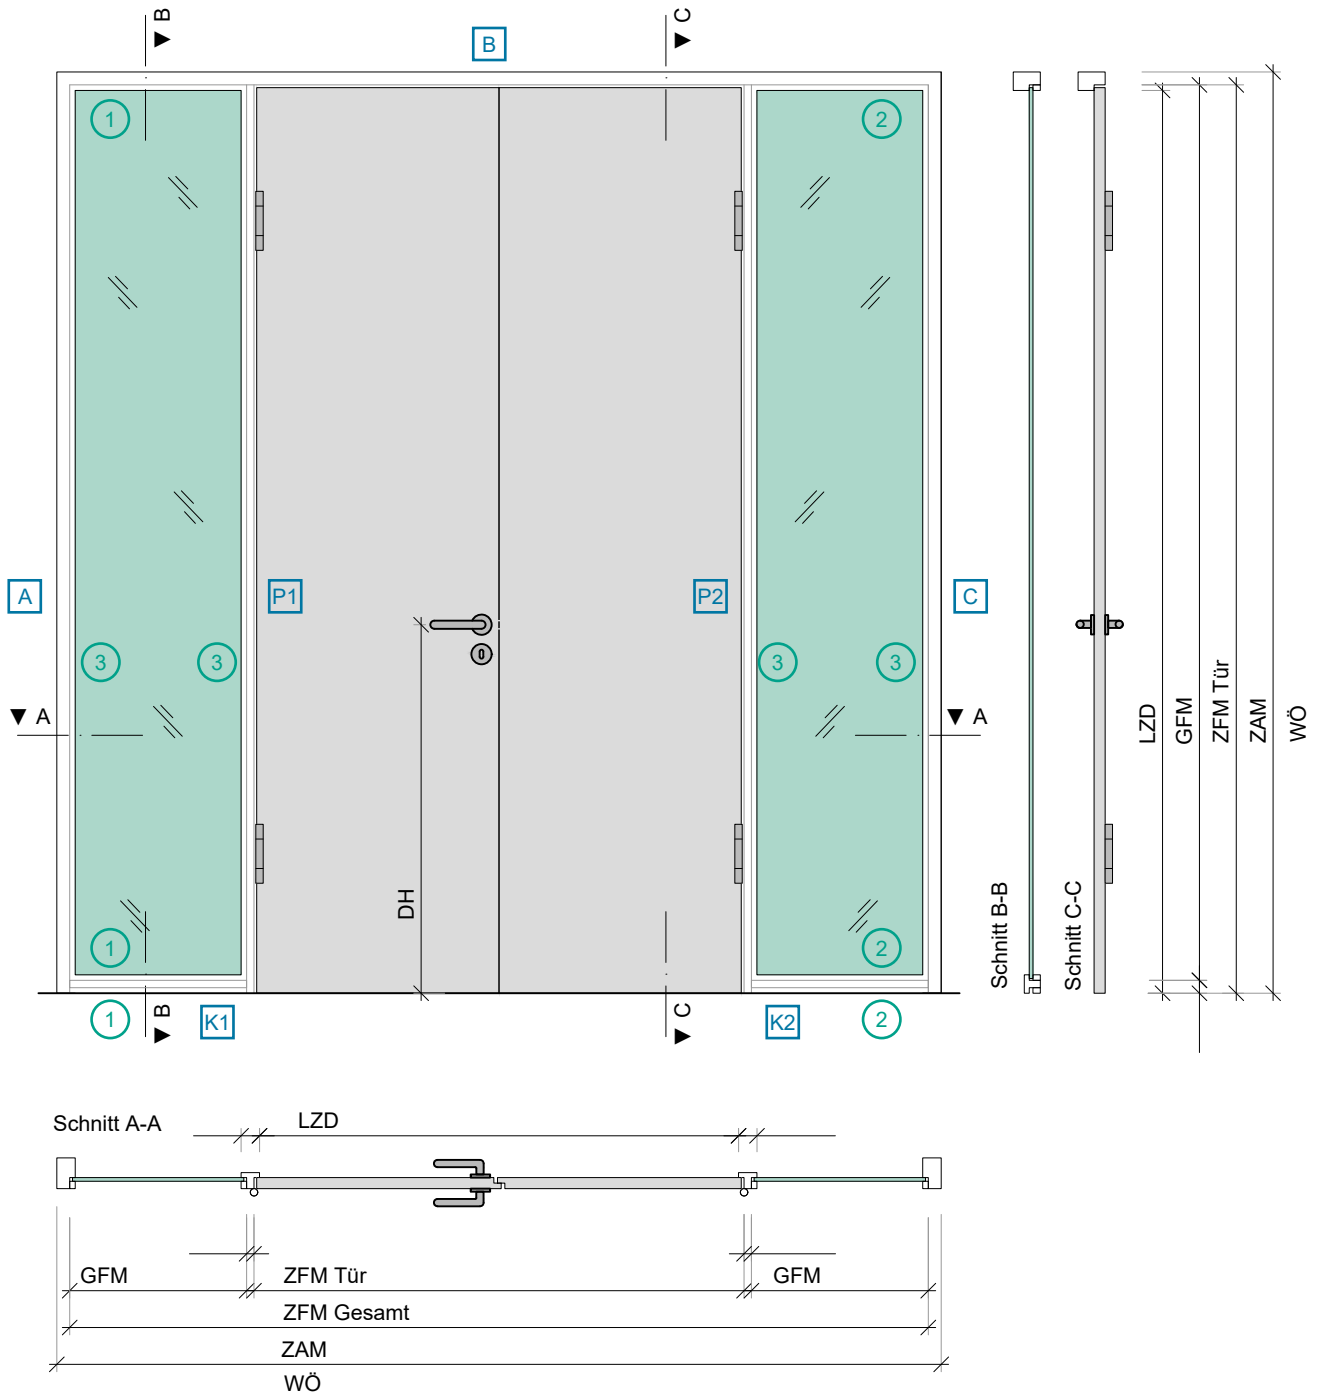 B
C
B
1
2
A
P1
P2
C
3
3
3
3
A
A
DH
1
2
1
B
K1
C
K2
2
Schnitt B-B
Schnitt C-C
LZD
GFM
ZFM Tür
ZAM
WÖ
Schnitt A-A
LZD
GFM
ZFM Tür
GFM
ZFM Gesamt
ZAM
WÖ